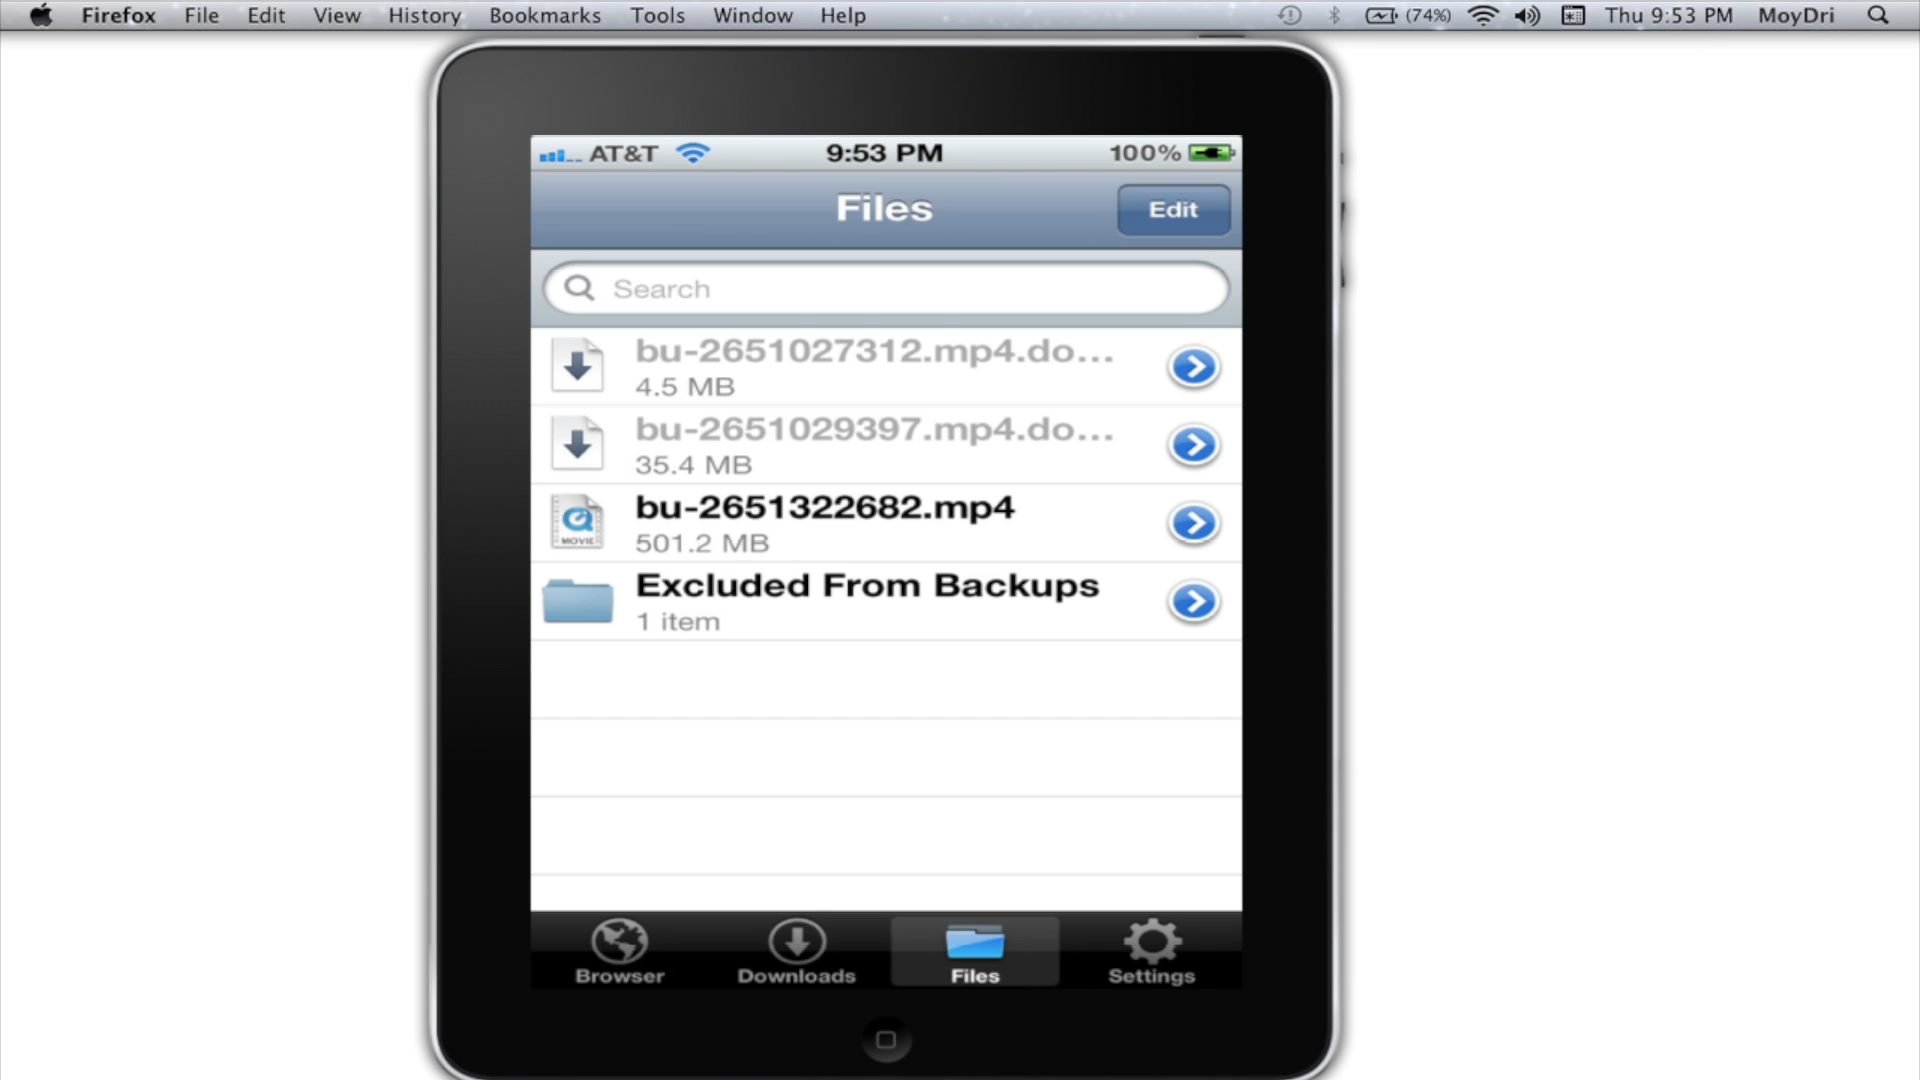 Firefox File Edit View History Bookmarks Tools Window Help (74%) Thu 9:53 PM MoyDri
AT&T 9:53 PM 100%
Files Edit
Search
bu-2651027312.mp4.do...
4.5 MB
bu-2651029397.mp4.do...
35.4 MB
bu-2651322682.mp4
MOVIE 501.2 MB
Excluded From Backups
1 item
Browser Downloads Files Settings